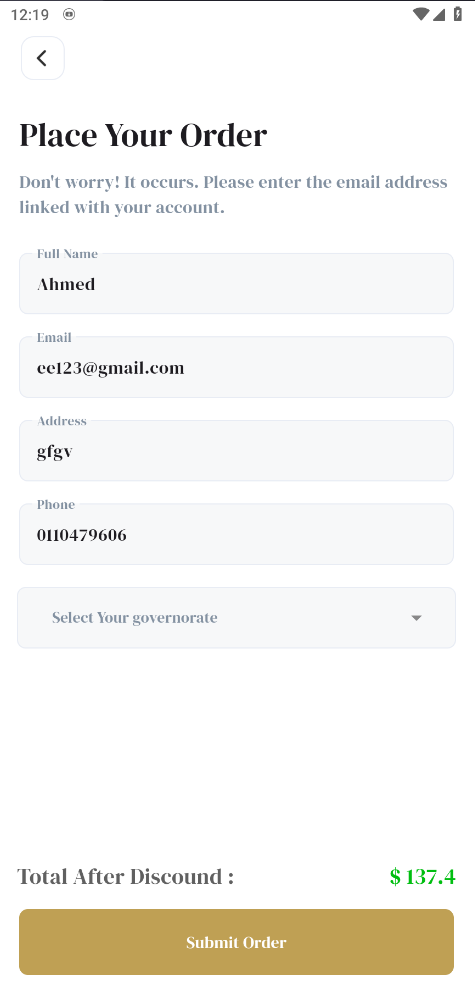 12:19
Place Your Order
Don't worry! It occurs. Please enter the email address
linked with your account.
Full Name
Ahmed
Email
ee123@gmail.com
Address
gfgv
Phone
0110479606
Select Your governorate
Total After Discound :
$ 137.4
Submit Order